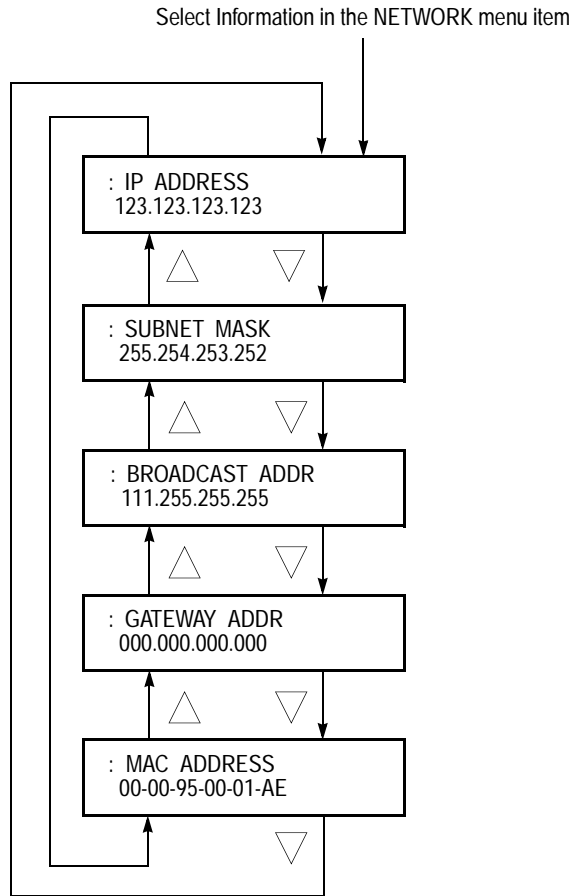 Select Information in the NETWORK menu item
: IP ADDRESS
123.123.123.123
: SUBNET MASK
255.254.253.252
: BROADCAST ADDR
111.255.255.255
: GATEWAY ADDR
000.000.000.000
: MAC ADDRESS
00-00-95-00-01-AE